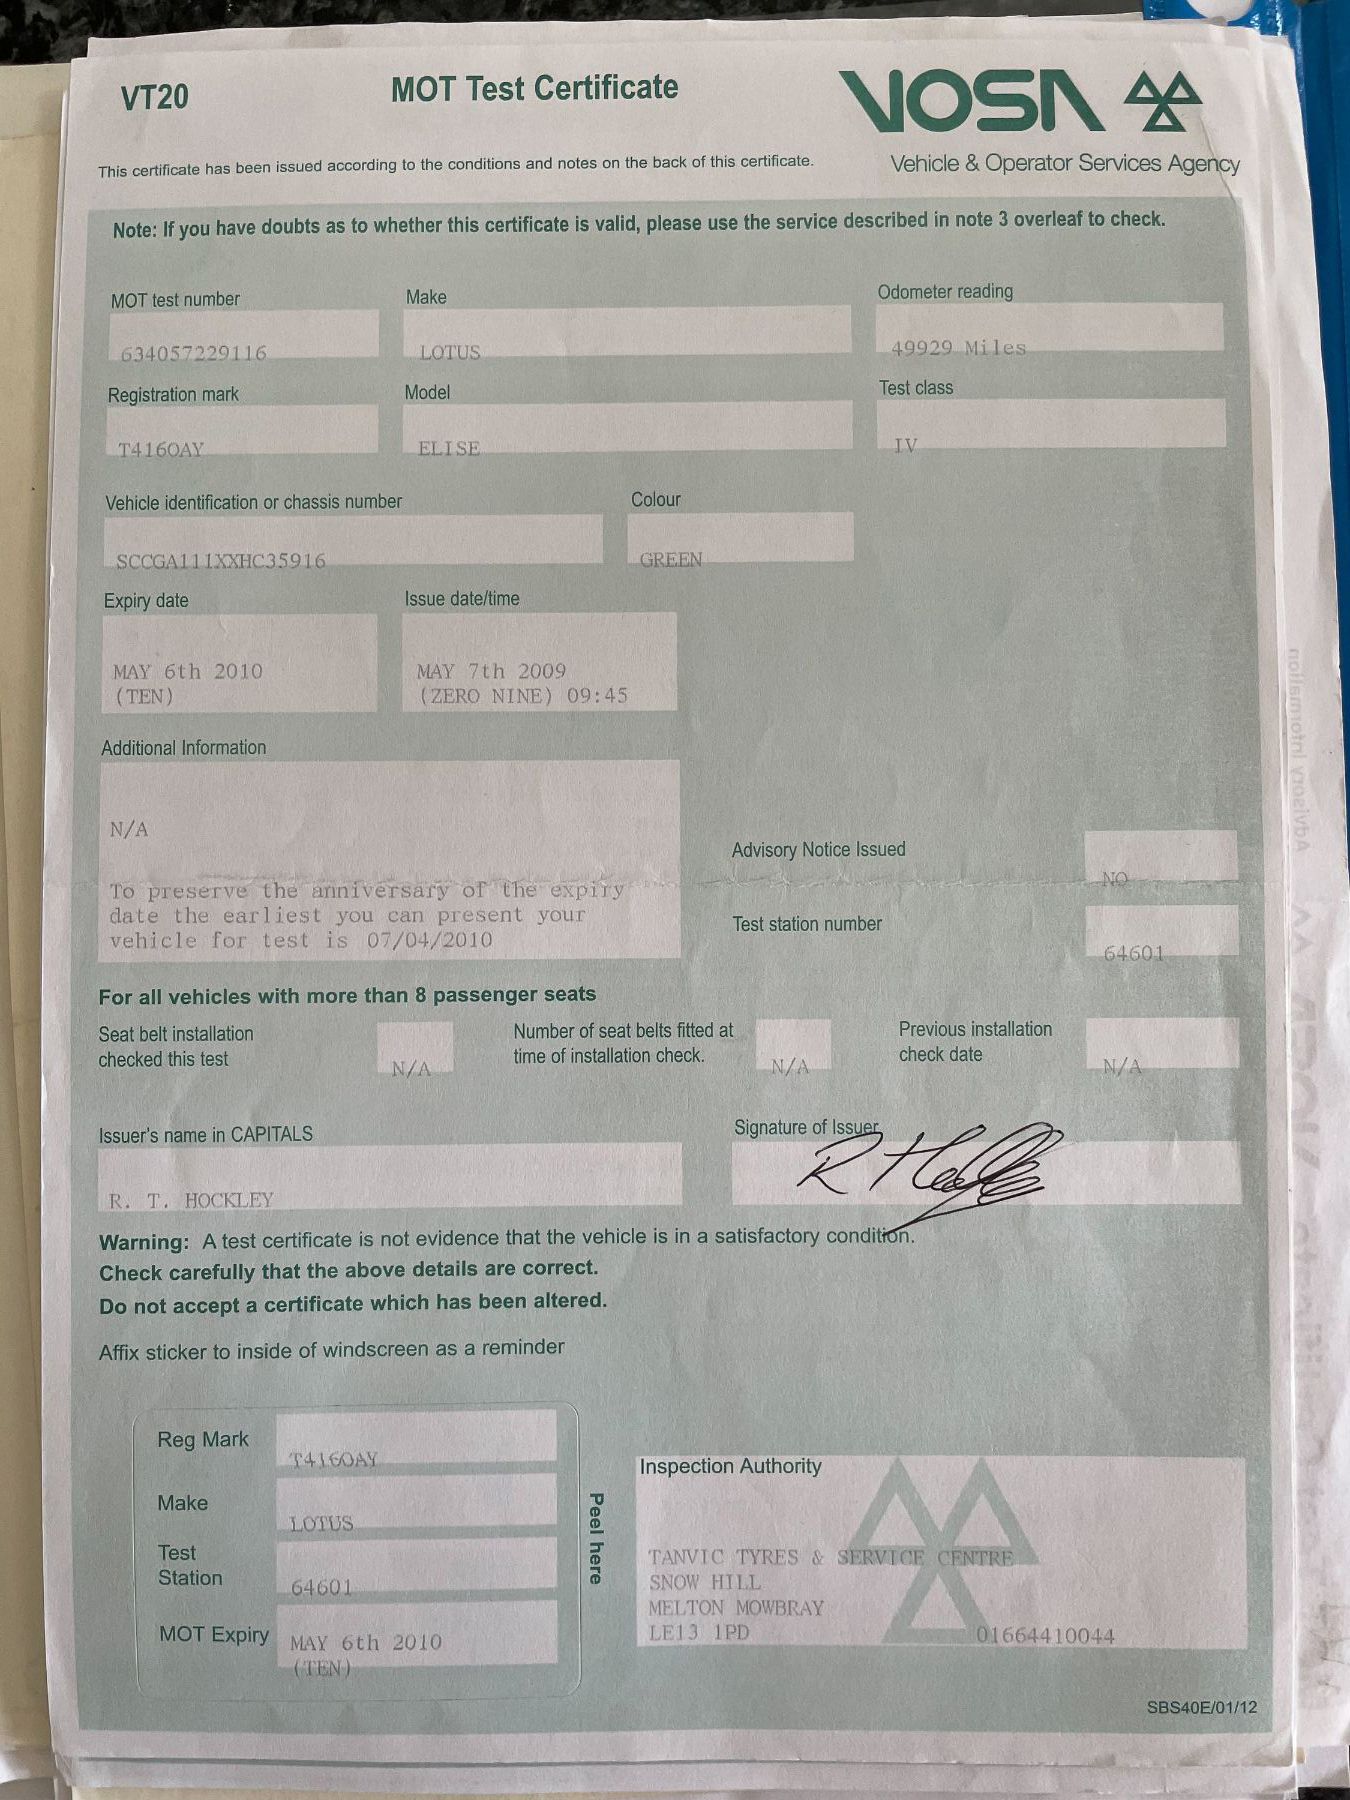 VT20
MOT Test Certificate
VOSA
This certificate has been issued according to the conditions and notes on the back of this certificate.
Vehicle & Operator Services Agency
Note: If you have doubts as to whether this certificate is valid, please use the service described in note 3 overleaf to check.
MOT test number
Make
Odometer reading
634057229116
LOTUS
49929 Miles
Registration mark
Model
Test class
T416OAY
ELISE
IV
Vehicle identification or chassis number
Colour
SCCGA111XXHC35916
GREEN
Expiry date
Issue date/time
MAY 6th 2010
(TEN)
MAY 7th 2009
(ZERO NINE) 09:45
Additional Information
N/A
To preserve the anniversary of the expiry
date the earliest you can present your
vehicle for test is 07/04/2010
Advisory Notice Issued
NO
Test station number
64601
For all vehicles with more than 8 passenger seats
Seat belt installation
checked this test
N/A
Number of seat belts fitted at
time of installation check.
N/A
Previous installation
check date
N/A
Issuer's name in CAPITALS
R. T. HOCKLEY
Signature of Issuer
Warning: A test certificate is not evidence that the vehicle is in a satisfactory condition.
Check carefully that the above details are correct.
Do not accept a certificate which has been altered.
Affix sticker to inside of windscreen as a reminder
Reg Mark
T416OAY
Make
LOTUS
Test
Station
64601
MOT Expiry
MAY 6th 2010
(TEN)
Peel here
Inspection Authority
TANVIC TYRES & SERVICE CENTRE
SNOW HILL
MELTON MOWBRAY
LE13 1PD
01664410044
SBS40E/01/12
Advisory Information